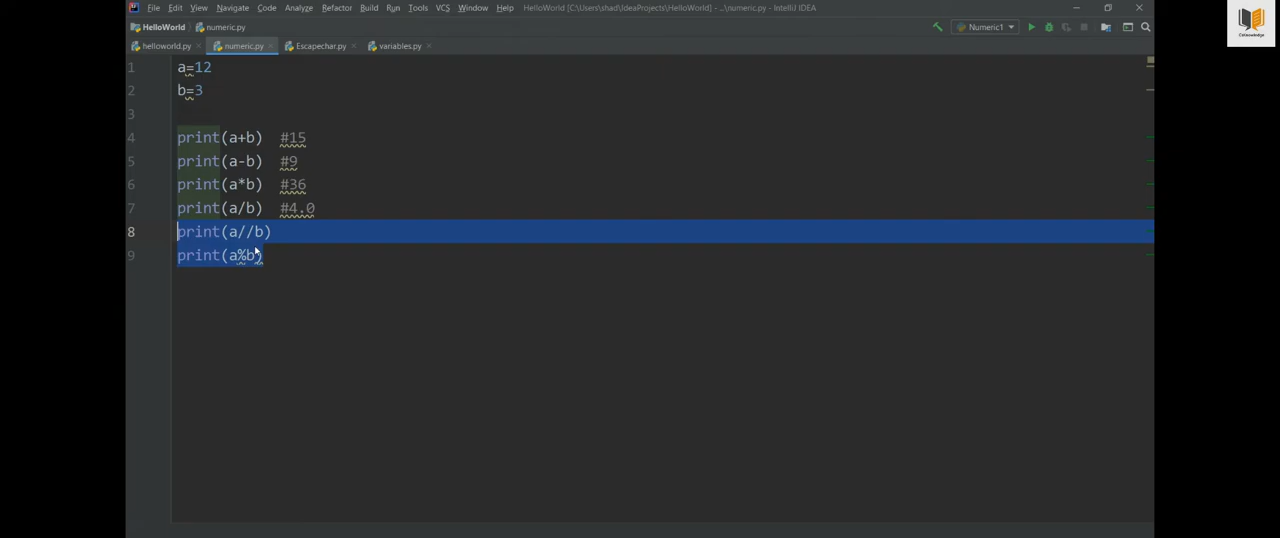 File Edit View Navigate Code Analyze Refactor Build Run Tools VCS Window Help HelloWorld [C:\Users\shad\IdeaProjects\HelloWorld] - ...\numeric.py - IntelliJ IDEA
HelloWorld numeric.py Numeric1
helloworld.py numeric.py Escapechar.py variables.py
1 a=12
2 b=3
3
4 print(a+b) #15
5 print(a-b) #9
6 print(a*b) #36
7 print(a/b) #4.0
8 print(a//b)
9 print(a%b)